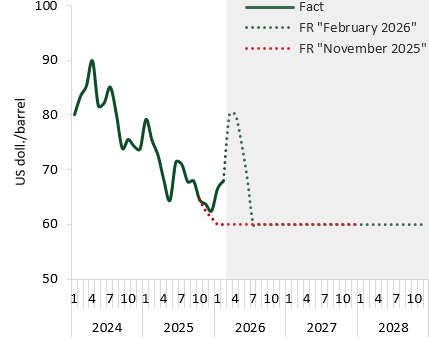 Fact
FR "February 2026"
FR "November 2025"
US doll./barrel
100
90
80
70
60
50
1 4 7 10 1 4 7 10 1 4 7 10 1 4 7 10 1 4 7 10
2024 2025 2026 2027 2028